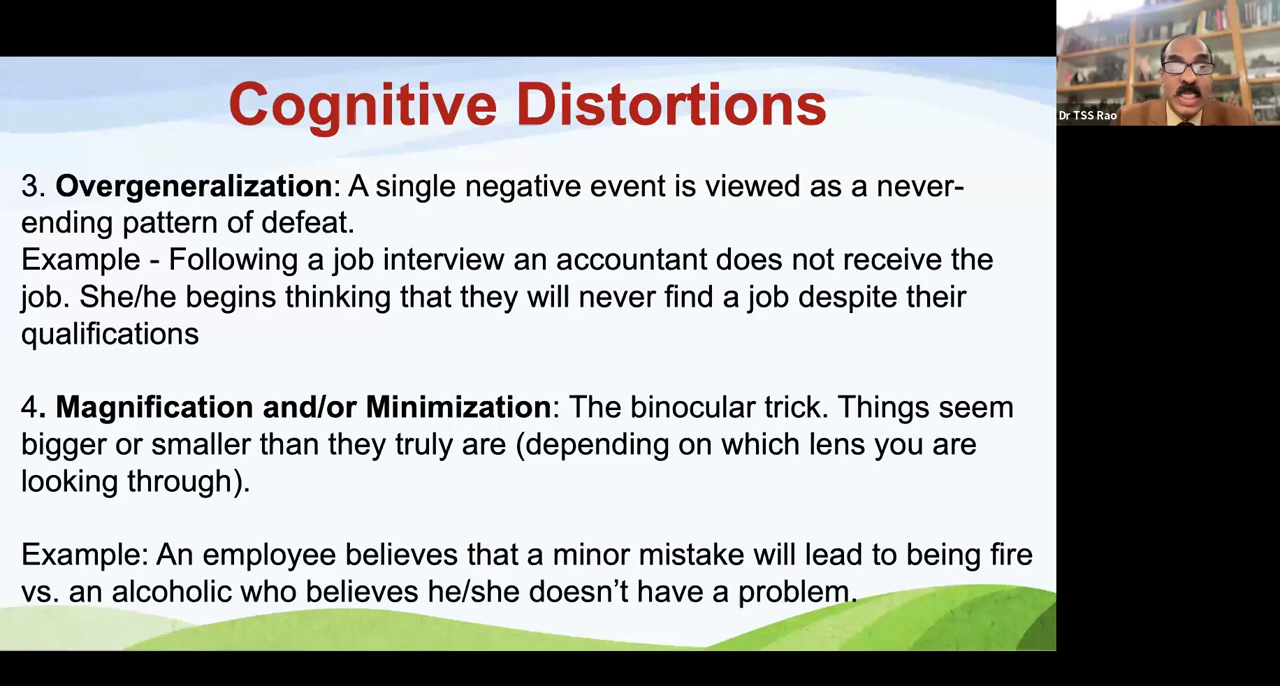 Cognitive Distortions
3. Overgeneralization: A single negative event is viewed as a never-
ending pattern of defeat.
Example - Following a job interview an accountant does not receive the
job. She/he begins thinking that they will never find a job despite their
qualifications
4. Magnification and/or Minimization: The binocular trick. Things seem
bigger or smaller than they truly are (depending on which lens you are
looking through).
Example: An employee believes that a minor mistake will lead to being fire
vs. an alcoholic who believes he/she doesn’t have a problem.
Dr TSS Rao